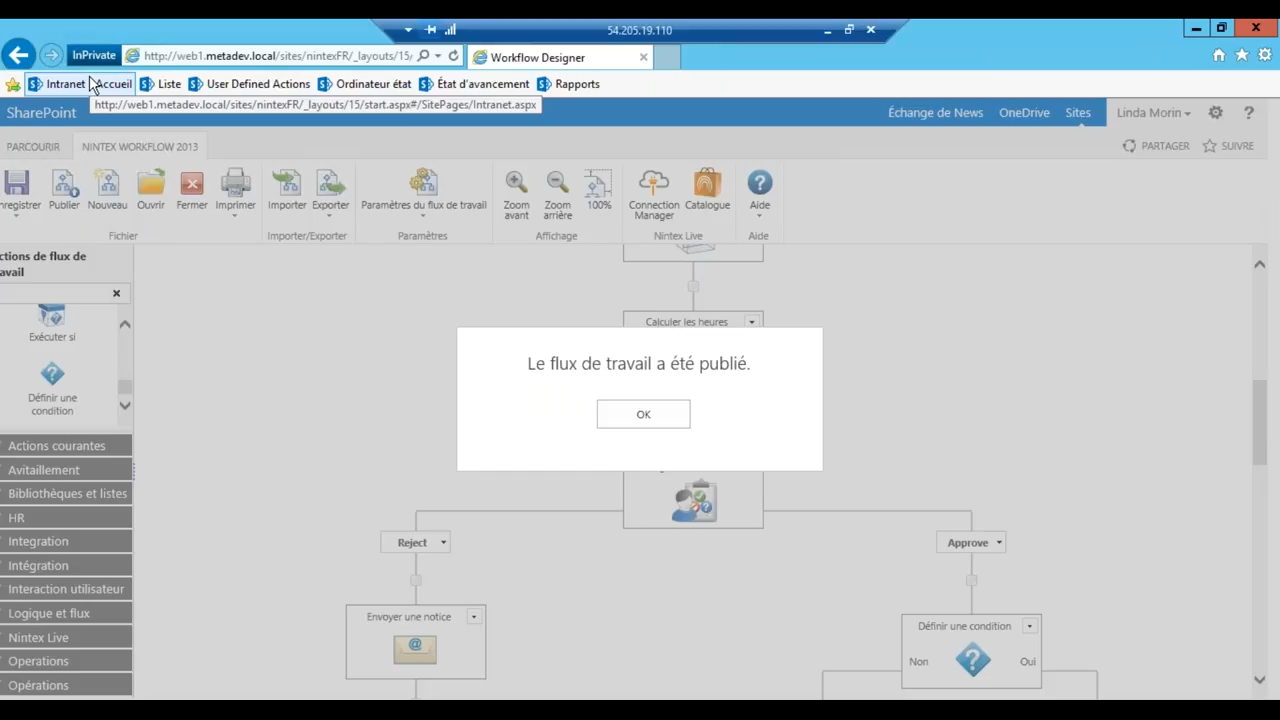 54.205.19.110
InPrivate
http://web1.metadev.local/sites/nintexFR/_layouts/15/
Workflow Designer
Intranet
Accueil
Liste
User Defined Actions
Ordinateur état
État d'avancement
Rapports
http://web1.metadev.local/sites/nintexFR/_layouts/15/start.aspx#/SitePages/Intranet.aspx
SharePoint
Échange de News
OneDrive
Sites
Linda Morin
?
PARCOURIR
NINTEX WORKFLOW 2013
PARTAGER
SUIVRE
nregistrer
Publier
Nouveau
Ouvrir
Fermer
Imprimer
Importer
Exporter
Paramètres du flux de travail
Zoom
avant
Zoom
arrière
100%
Connection
Manager
Catalogue
Aide
Fichier
Importer/Exporter
Paramètres
Affichage
Nintex Live
Aide
ctions de flux de
avail
Exécuter si
Définir une
condition
Actions courantes
Avitaillement
Bibliothèques et listes
HR
Integration
Intégration
Interaction utilisateur
Logique et flux
Nintex Live
Operations
Opérations
Calculer les heures
Le flux de travail a été publié.
OK
Reject
Approve
Envoyer une notice
Définir une condition
Non
Oui